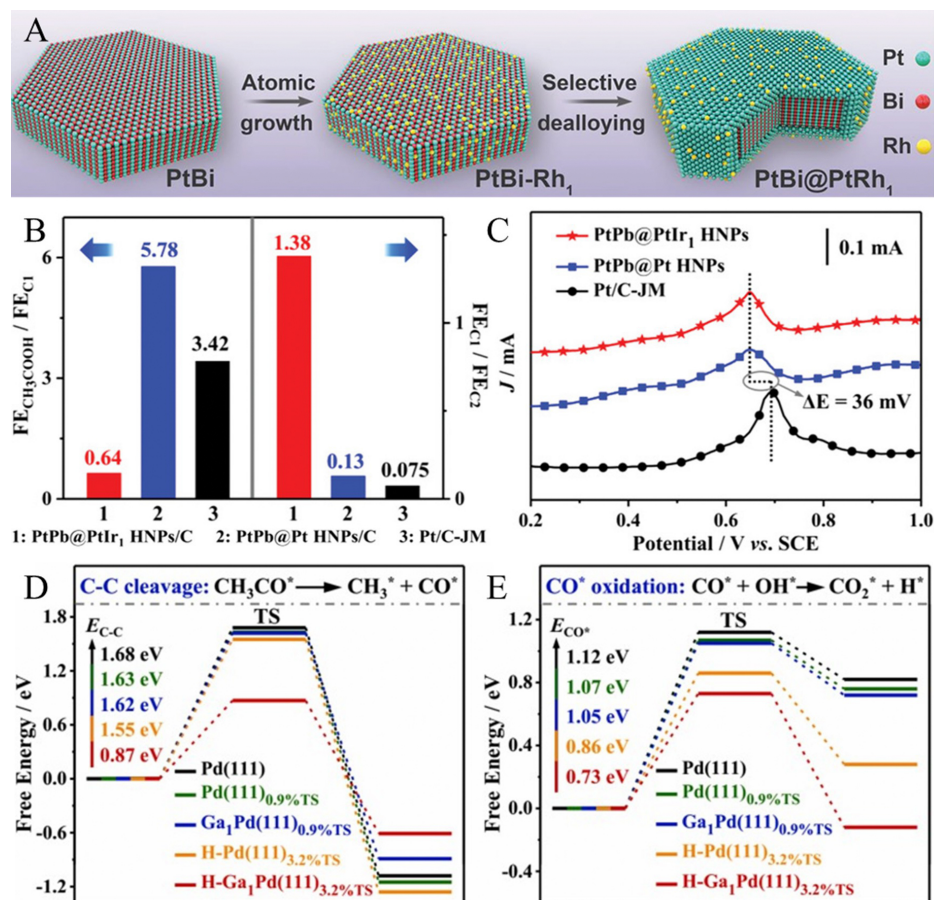 A
Atomic
growth
Selective
dealloying
Pt
Bi
Rh
PtBi
PtBi-Rh₁
PtBi@PtRh₁
B
FE_CH₃COOH / FE_C1
6
3
0
0.64
5.78
3.42
1.38
0.13
0.075
FE_C1 / FE_C2
1
0
1 2 3 1 2 3
1: PtPb@PtIr₁ HNPs/C 2: PtPb@Pt HNPs/C 3: Pt/C-JM
C
PtPb@PtIr₁ HNPs
PtPb@Pt HNPs
Pt/C-JM
0.1 mA
ΔE = 36 mV
J / mA
0.2 0.4 0.6 0.8 1.0
Potential / V vs. SCE
D
C-C cleavage: CH₃CO* → CH₃* + CO*
TS
E_C-C
1.68 eV
1.63 eV
1.62 eV
1.55 eV
0.87 eV
Free Energy / eV
1.8
1.2
0.6
0.0
-0.6
-1.2
Pd(111)
Pd(111)₀.₉%TS
Ga₁Pd(111)₀.₉%TS
H-Pd(111)₃.₂%TS
H-Ga₁Pd(111)₃.₂%TS
E
CO* oxidation: CO* + OH* → CO₂* + H*
TS
E_CO*
1.12 eV
1.07 eV
1.05 eV
0.86 eV
0.73 eV
Free Energy / eV
1.2
0.8
0.4
0.0
-0.4
Pd(111)
Pd(111)₀.₉%TS
Ga₁Pd(111)₀.₉%TS
H-Pd(111)₃.₂%TS
H-Ga₁Pd(111)₃.₂%TS